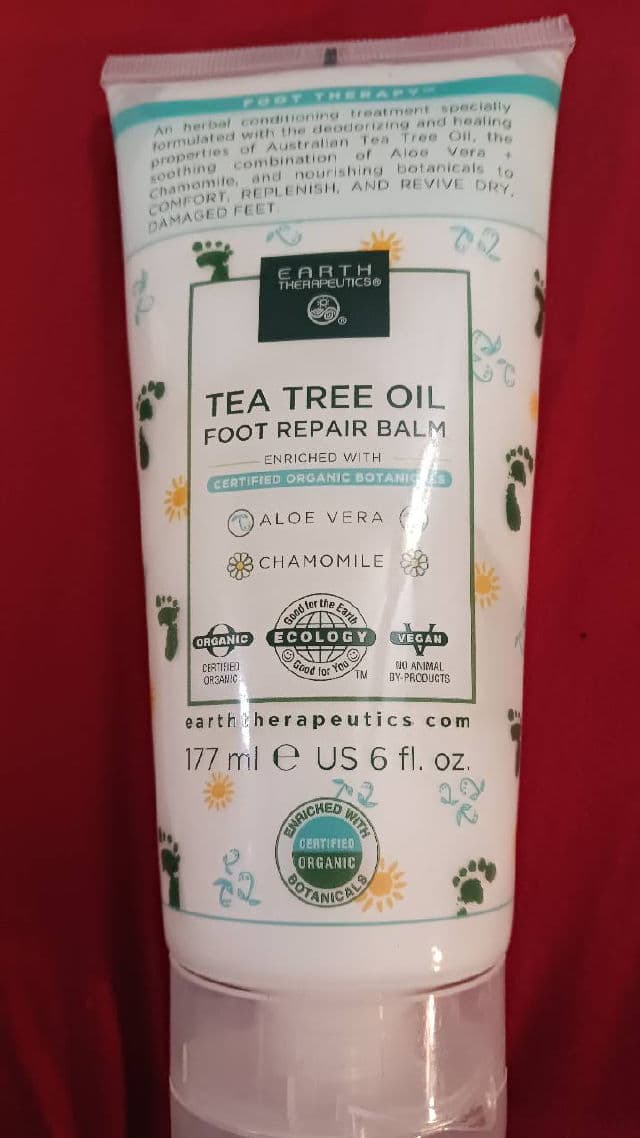 FOOT THERAPY™
An herbal conditioning treatment specially
formulated with the deodorizing and healing
properties of Australian Tea Tree Oil, the
soothing combination of Aloe Vera +
Chamomile, and nourishing botanicals to
COMFORT, REPLENISH, AND REVIVE DRY,
DAMAGED FEET
EARTH
THERAPEUTICS®
®
TEA TREE OIL
FOOT REPAIR BALM
ENRICHED WITH
CERTIFIED ORGANIC BOTANICALS
ALOE VERA
CHAMOMILE
ORGANIC
CERTIFIED
ORGANIC
Good for the Earth
ECOLOGY
Good for You
TM
VEGAN
NO ANIMAL
BY-PRODUCTS
earththerapeutics com
177 ml e US 6 fl. oz.
ENRICHED WITH
CERTIFIED
ORGANIC
BOTANICALS